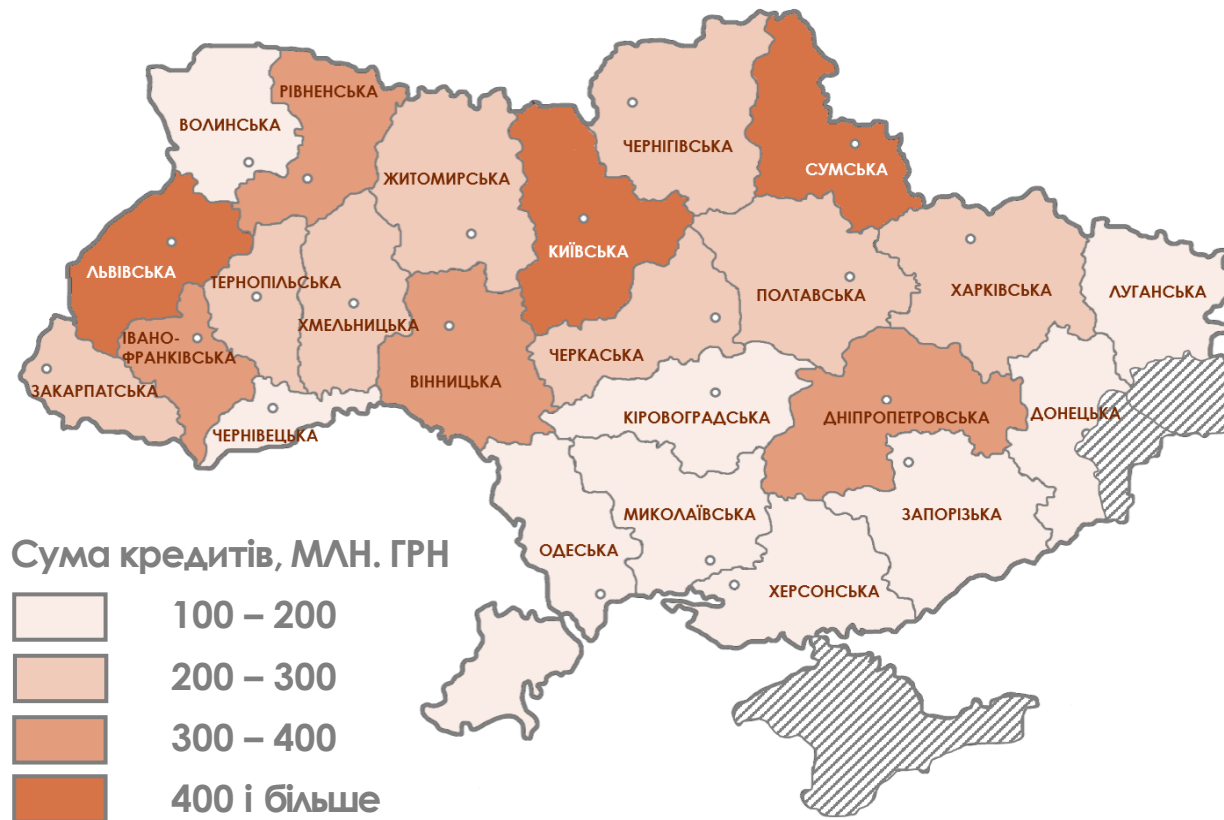 РІВНЕНСЬКА
ВОЛИНСЬКА
ЧЕРНІГІВСЬКА
СУМСЬКА
ЖИТОМИРСЬКА
КИЇВСЬКА
ЛЬВІВСЬКА
ТЕРНОПІЛЬСЬКА
ХМЕЛЬНИЦЬКА
ПОЛТАВСЬКА
ХАРКІВСЬКА
ЛУГАНСЬКА
ІВАНО-
ФРАНКІВСЬКА
ЧЕРКАСЬКА
ЗАКАРПАТСЬКА
ВІННИЦЬКА
ЧЕРНІВЕЦЬКА
КІРОВОГРАДСЬКА
ДНІПРОПЕТРОВСЬКА
ДОНЕЦЬКА
МИКОЛАЇВСЬКА
ЗАПОРІЗЬКА
ОДЕСЬКА
ХЕРСОНСЬКА
Сума кредитів, МЛН. ГРН
100 – 200
200 – 300
300 – 400
400 і більше